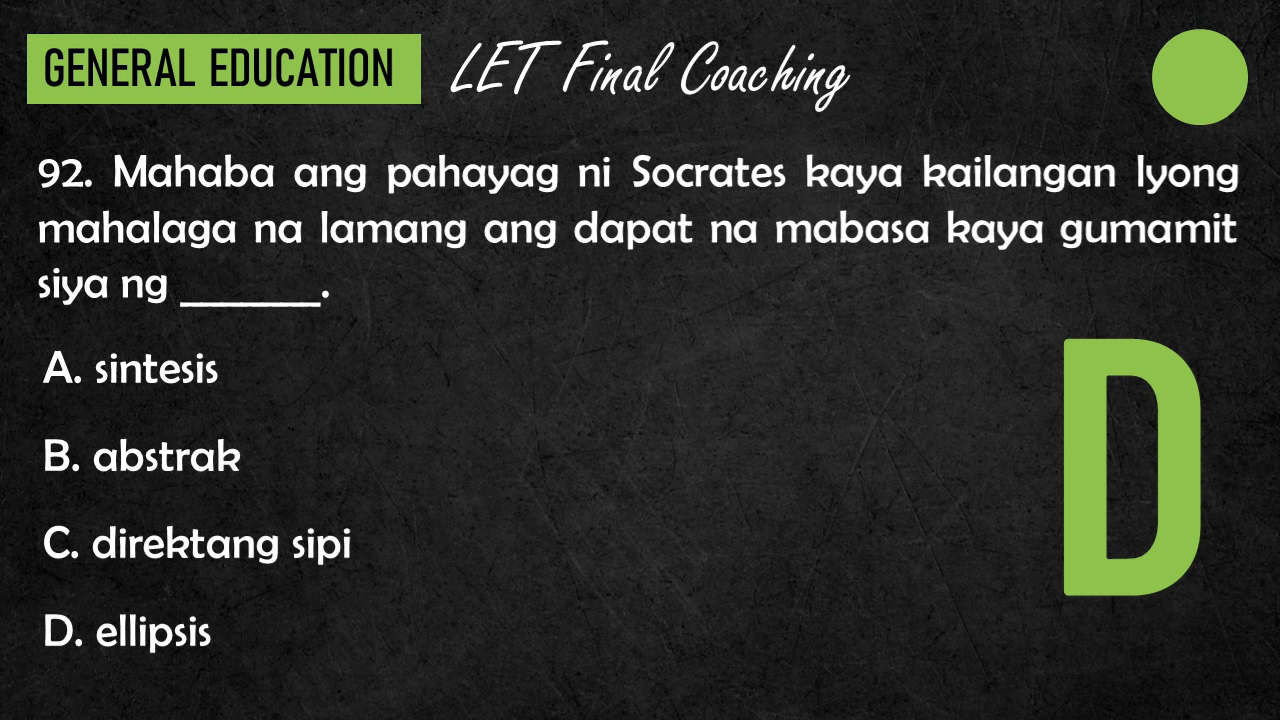 GENERAL EDUCATION LET Final Coaching
92. Mahaba ang pahayag ni Socrates kaya kailangan lyong
mahalaga na lamang ang dapat na mabasa kaya gumamit
siya ng _______.
A. sintesis
B. abstrak
C. direktang sipi
D. ellipsis
D